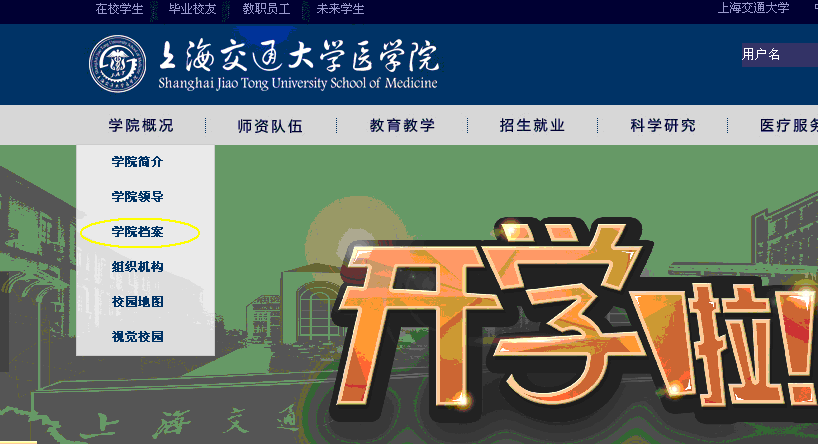 在校学生 毕业校友 教职员工 未来学生 上海交通大学
上海交通大学医学院
Shanghai Jiao Tong University School of Medicine
用户名
学院概况 师资队伍 教育教学 招生就业 科学研究 医疗服务
学院简介
学院领导
学院档案
组织机构
校园地图
视觉校园
开学啦!
上海交通